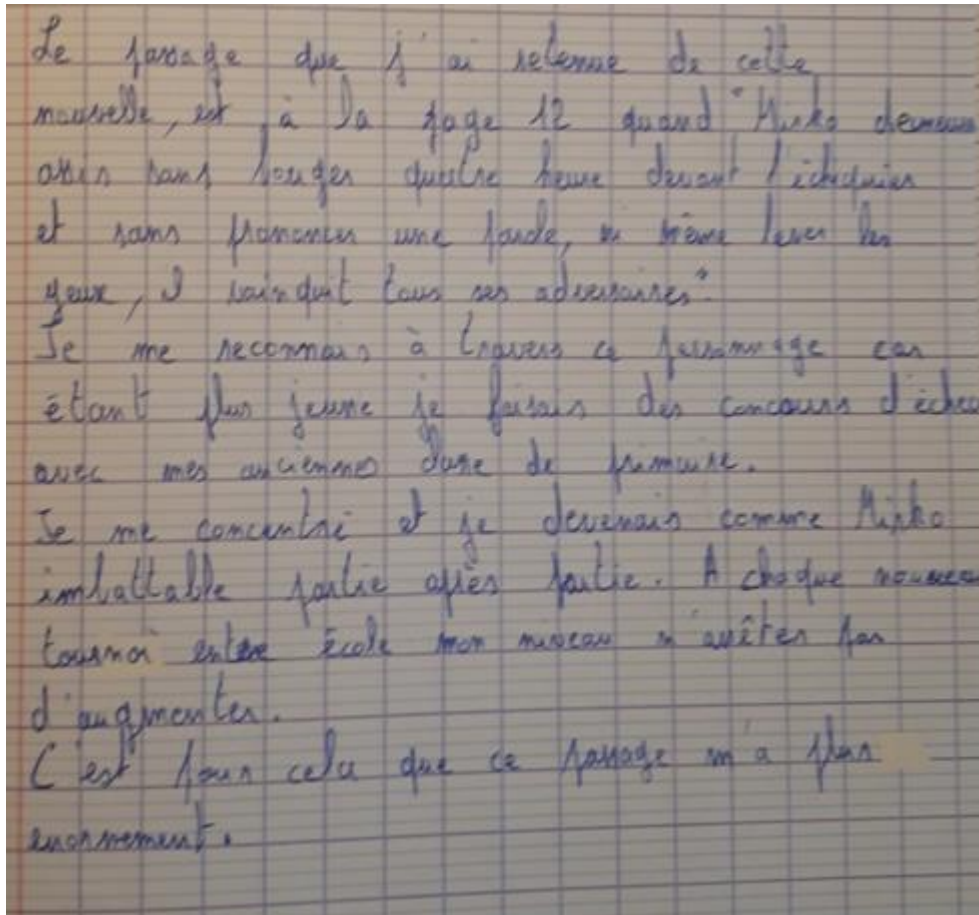 Le passage que j'ai retenue de cette
nouvelle, est à la page 12 quand "Mirko demeura
assis sans bouger quatre heure devant l'échiquier
et sans prononcer une parole, ni même lever les
yeux, il vainquit tous ses adversaires".
Je me reconnais à travers ce personnage car
étant plus jeune je faisais des concours d'échec
avec mes anciennes classe de primaire.
Je me concentré et je devenais comme Mirko
imbattable partie après partie. A chaque nouveau
tournoi entre école mon niveau n'arrêter pas
d'augmenter.
C'est pour cela que ce passage m'a plus
enormement.